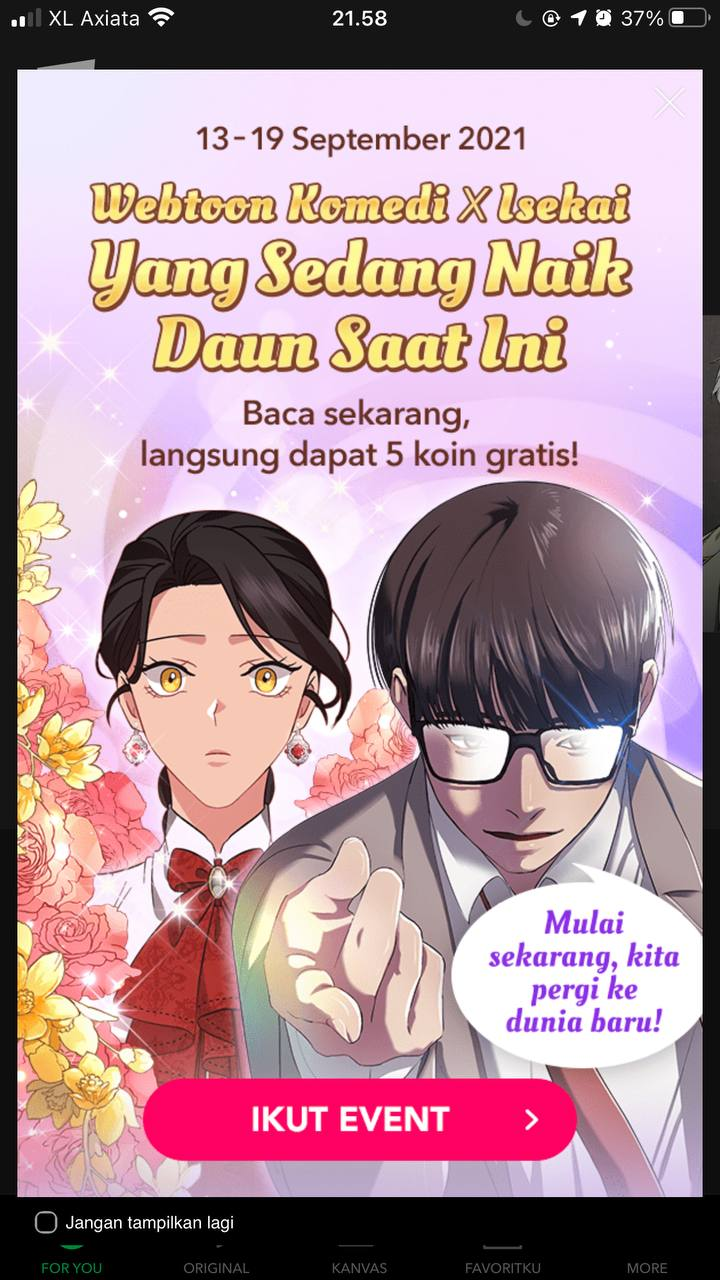 XL Axiata
21.58
37%
13-19 September 2021
Webtoon Komedi X Isekai
Yang Sedang Naik
Daun Saat Ini
Baca sekarang,
langsung dapat 5 koin gratis!
Mulai
sekarang, kita
pergi ke
dunia baru!
IKUT EVENT
Jangan tampilkan lagi
FOR YOU
ORIGINAL
KANVAS
FAVORITKU
MORE